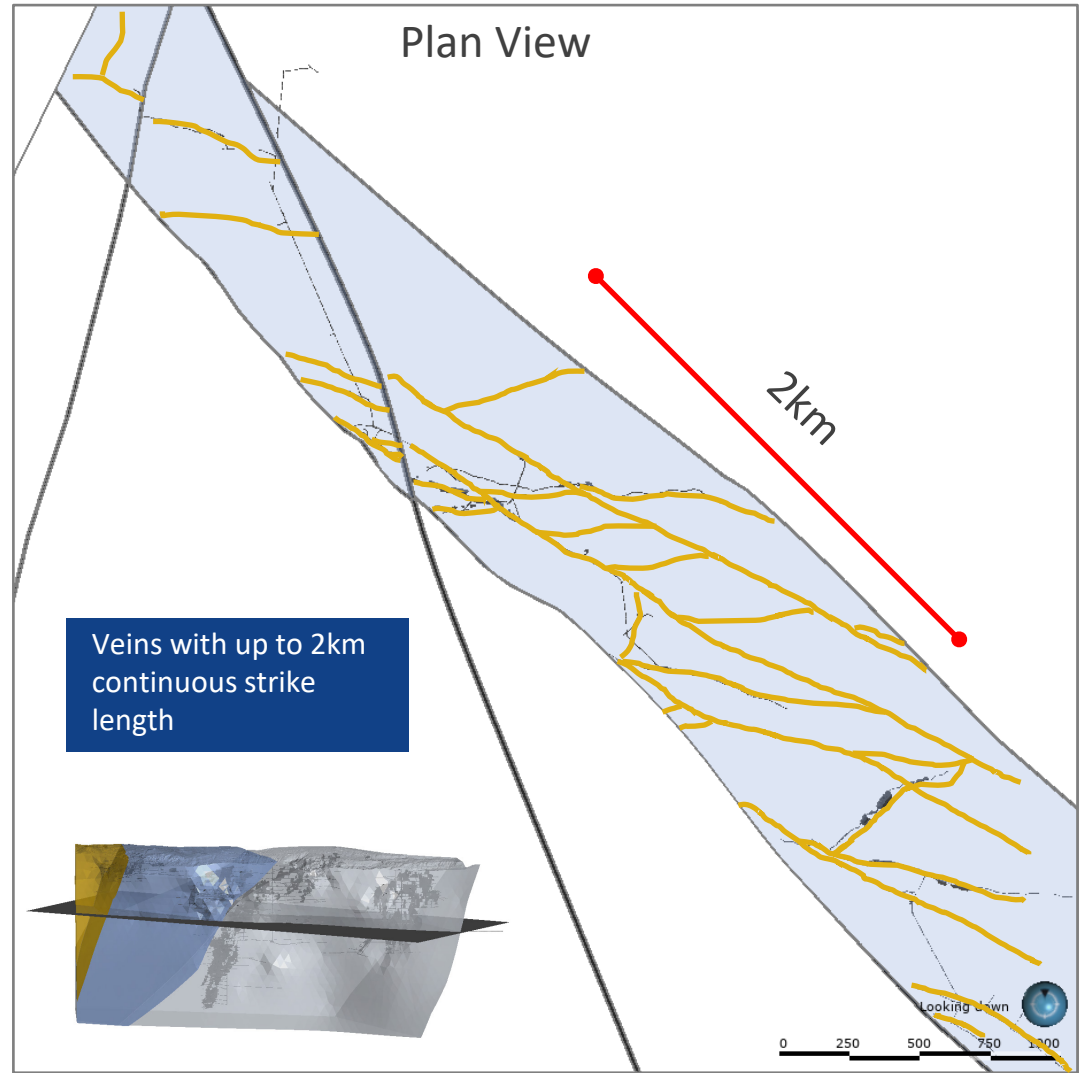 Plan View
2km
Veins with up to 2km
continuous strike
length
Looking down
0 250 500 750 1000